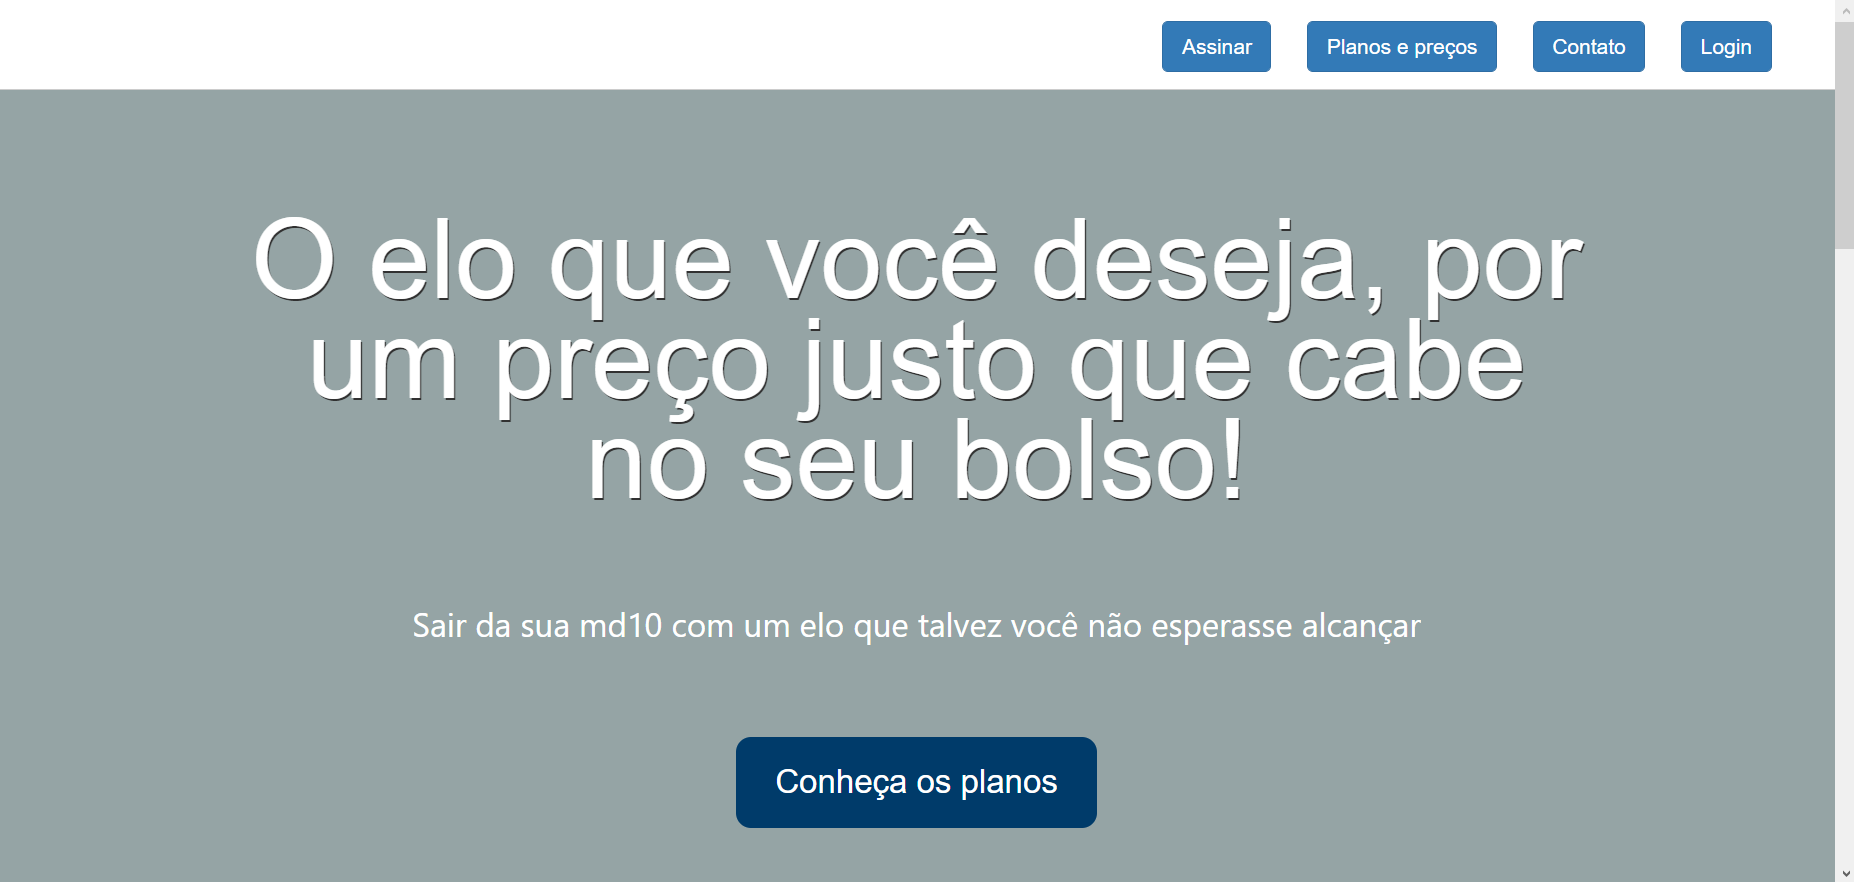 Assinar
Planos e preços
Contato
Login
O elo que você deseja, por
um preço justo que cabe
no seu bolso!
Sair da sua md10 com um elo que talvez você não esperasse alcançar
Conheça os planos